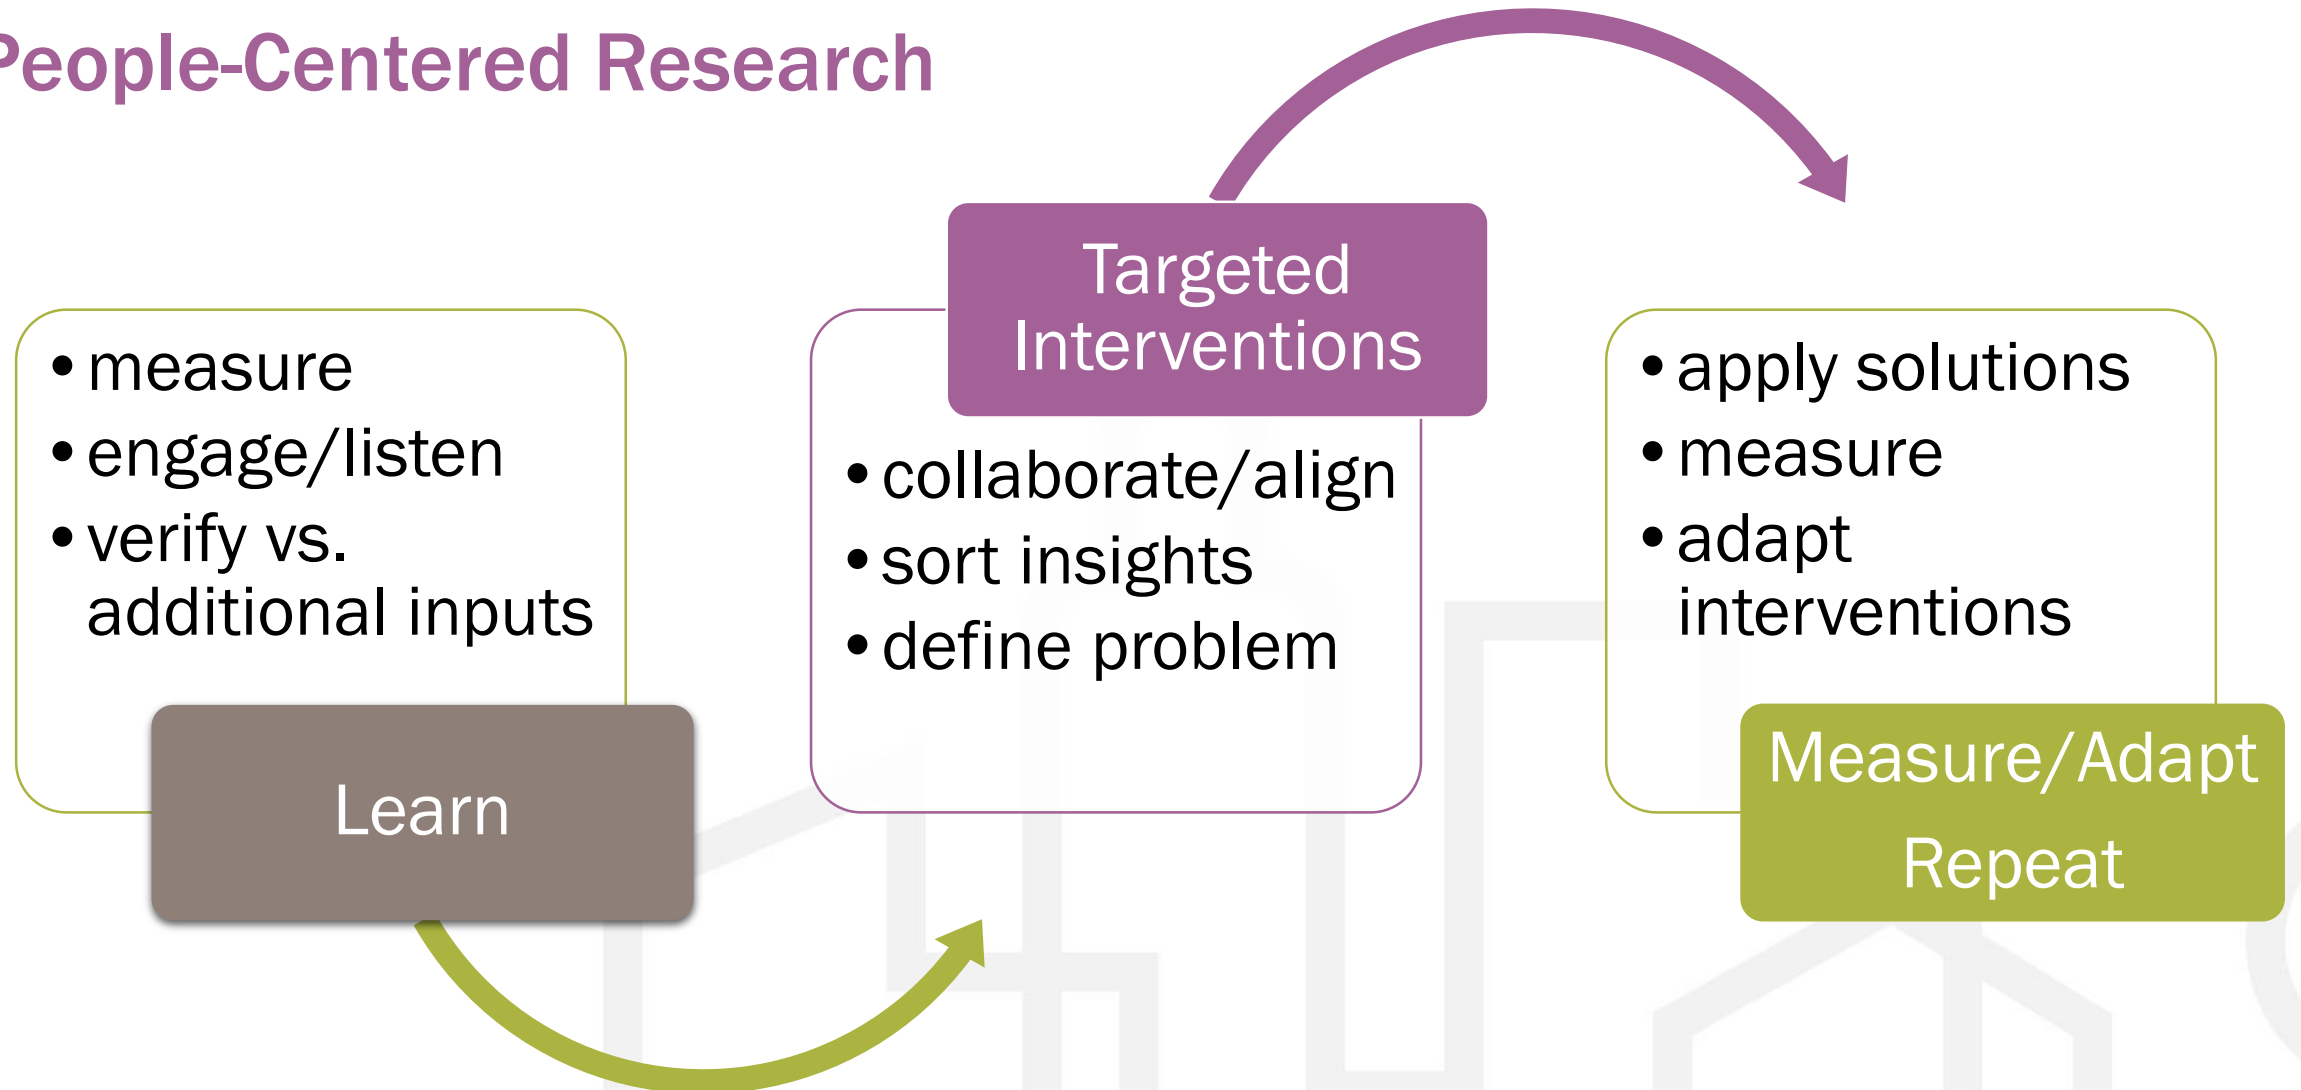 People-Centered Research
• measure
• engage/listen
• verify vs.
additional inputs
Learn
Targeted
Interventions
• collaborate/align
• sort insights
• define problem
• apply solutions
• measure
• adapt
interventions
Measure/Adapt
Repeat